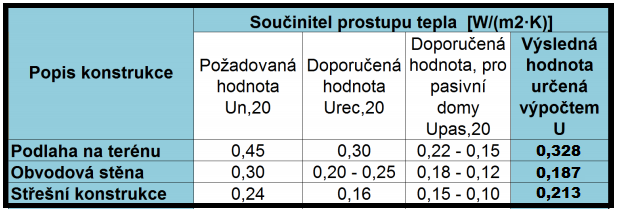 Popis konstrukce
Součinitel prostupu tepla [W/(m2·K)]
Požadovaná
hodnota
Un,20
Doporučená
hodnota
Urec,20
Doporučená
hodnota, pro
pasivní
domy
Upas,20
Výsledná
hodnota
určená
výpočtem
U
Podlaha na terénu 0,45 0,30 0,22 - 0,15 0,328
Obvodová stěna 0,30 0,20 - 0,25 0,18 - 0,12 0,187
Střešní konstrukce 0,24 0,16 0,15 - 0,10 0,213